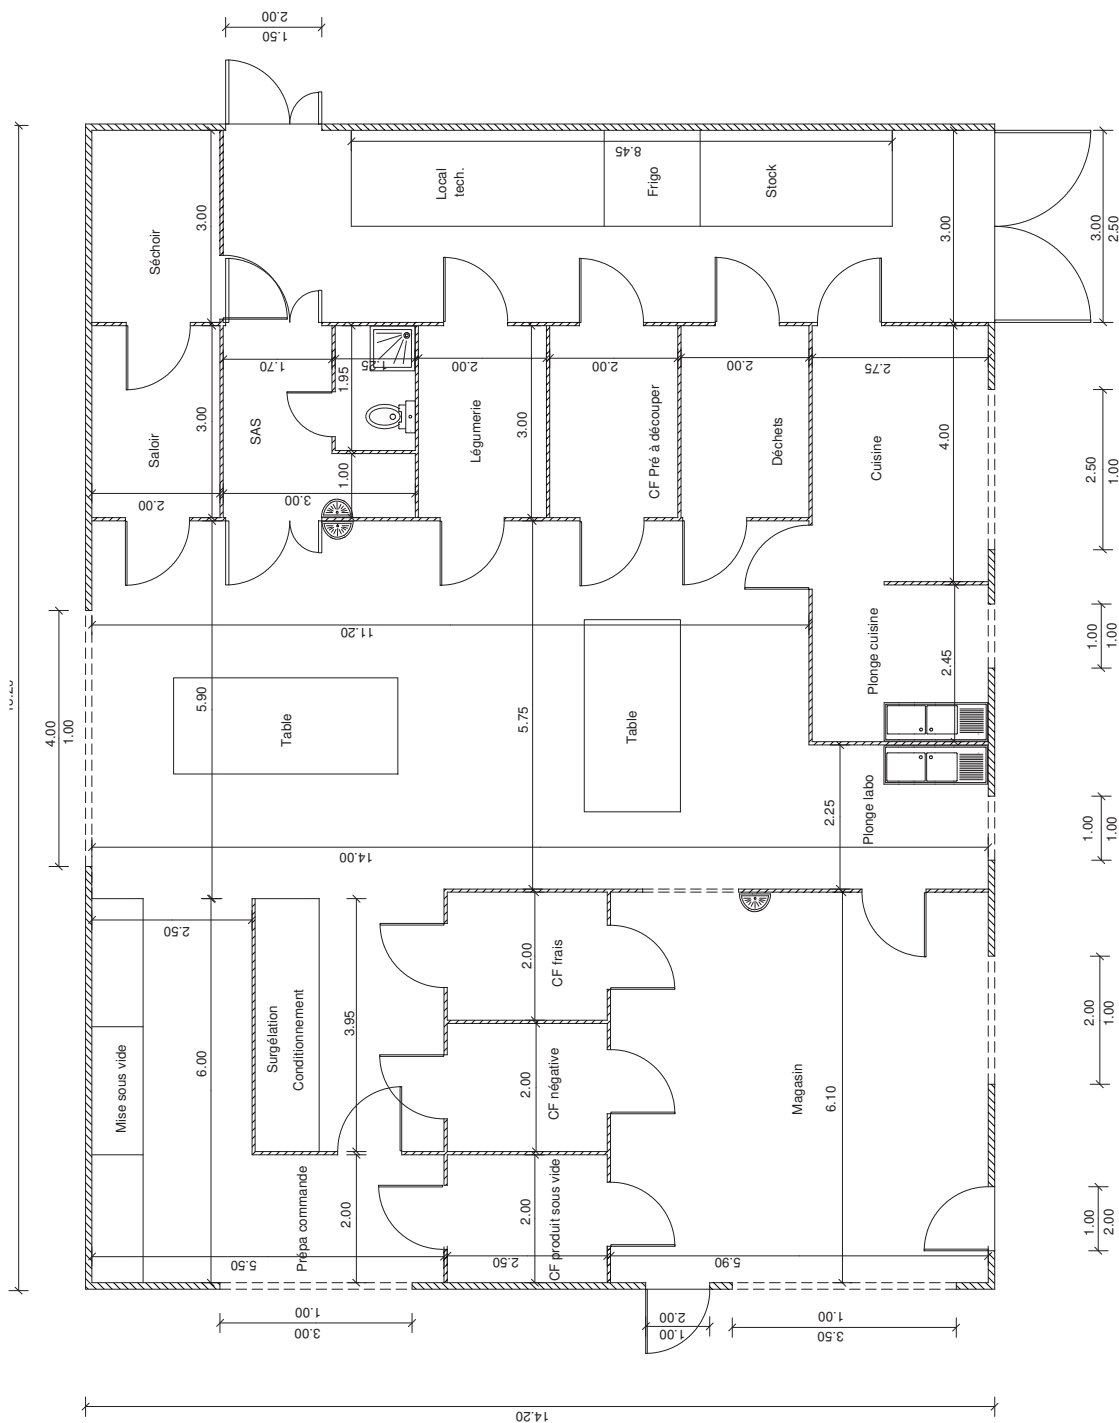 2.00
1.50
8.45
Local
tech.
Frigo
Stock
3.00
Séchoir
3.00
3.00
2.50
1.70
1.25
1.95
2.00
2.00
2.00
2.75
Saloir
3.00
SAS
Légumerie
3.00
CF Pré à découper
Déchets
Cuisine
4.00
2.50
1.00
2.00
3.00
1.00
11.20
4.00
1.00
5.90
Table
5.75
Table
Plonge cuisine
2.45
1.00
1.00
14.00
2.25
Plonge labo
1.00
1.00
2.50
Mise sous vide
6.00
Surgélation
Conditionnement
3.95
2.00
CF frais
2.00
CF négative
Magasin
6.10
2.00
1.00
Prépa commande
2.00
2.00
CF produit sous vide
1.00
2.00
5.50
2.50
5.90
1.00
3.00
2.00
1.00
1.00
3.50
14.20